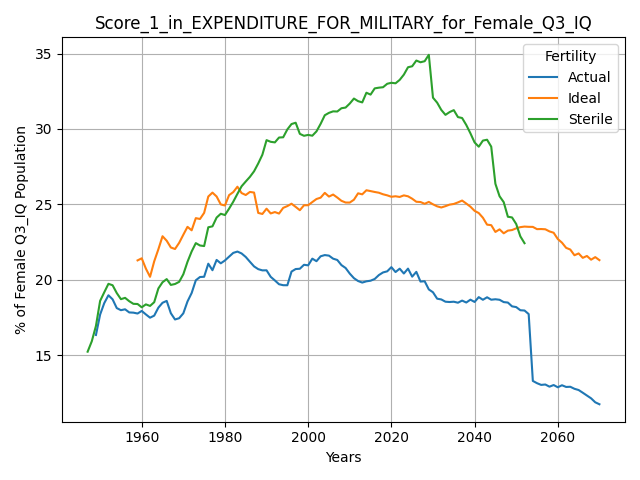 Score_1_in_EXPENDITURE_FOR_MILITARY_for_Female_Q3_IQ
Fertility
Actual
Ideal
Sterile
% of Female Q3_IQ Population
35
30
25
20
15
1960 1980 2000 2020 2040 2060
Years